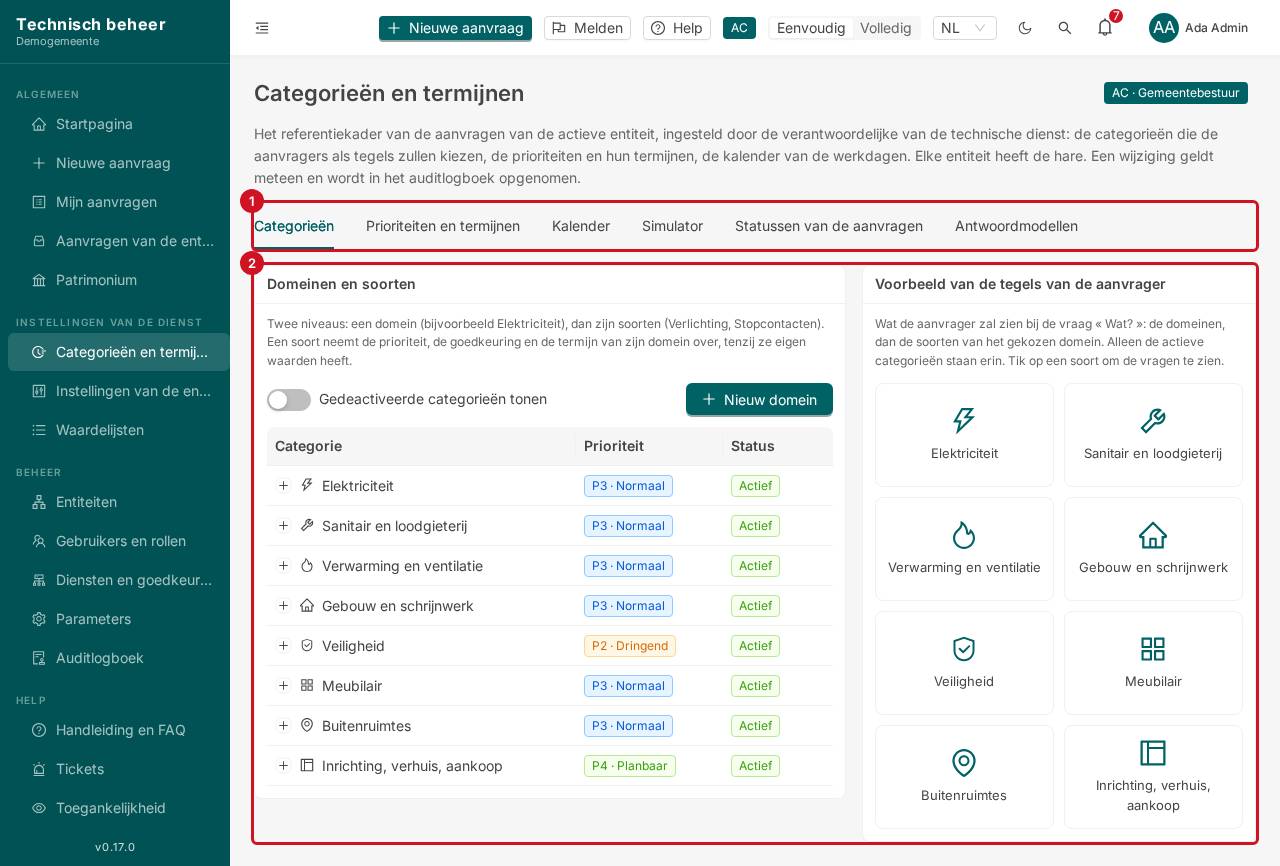 Technisch beheer
Demogemeente
ALGEMEEN
Startpagina
Nieuwe aanvraag
Mijn aanvragen
Aanvragen van de ent...
Patrimonium
INSTELLINGEN VAN DE DIENST
Categorieën en termij...
Instellingen van de en...
Waardelijsten
BEHEER
Entiteiten
Gebruikers en rollen
Diensten en goedkeur...
Parameters
Auditlogboek
HELP
Handleiding en FAQ
Tickets
Toegankelijkheid
v0.17.0
Nieuwe aanvraag
Melden
Help
AC
Eenvoudig
Volledig
NL
7
AA
Ada Admin
Categorieën en termijnen
AC · Gemeentebestuur
Het referentiekader van de aanvragen van de actieve entiteit, ingesteld door de verantwoordelijke van de technische dienst: de categorieën die de
aanvragers als tegels zullen kiezen, de prioriteiten en hun termijnen, de kalender van de werkdagen. Elke entiteit heeft de hare. Een wijziging geldt
meteen en wordt in het auditlogboek opgenomen.
1
Categorieën
Prioriteiten en termijnen
Kalender
Simulator
Statussen van de aanvragen
Antwoordmodellen
2
Domeinen en soorten
Twee niveaus: een domein (bijvoorbeeld Elektriciteit), dan zijn soorten (Verlichting, Stopcontacten).
Een soort neemt de prioriteit, de goedkeuring en de termijn van zijn domein over, tenzij ze eigen
waarden heeft.
Gedeactiveerde categorieën tonen
Nieuw domein
Categorie Prioriteit Status
Elektriciteit P3 · Normaal Actief
Sanitair en loodgieterij P3 · Normaal Actief
Verwarming en ventilatie P3 · Normaal Actief
Gebouw en schrijnwerk P3 · Normaal Actief
Veiligheid P2 · Dringend Actief
Meubilair P3 · Normaal Actief
Buitenruimtes P3 · Normaal Actief
Inrichting, verhuis, aankoop P4 · Planbaar Actief
Voorbeeld van de tegels van de aanvrager
Wat de aanvrager zal zien bij de vraag « Wat? »: de domeinen,
dan de soorten van het gekozen domein. Alleen de actieve
categorieën staan erin. Tik op een soort om de vragen te zien.
Elektriciteit
Sanitair en loodgieterij
Verwarming en ventilatie
Gebouw en schrijnwerk
Veiligheid
Meubilair
Buitenruimtes
Inrichting, verhuis,
aankoop